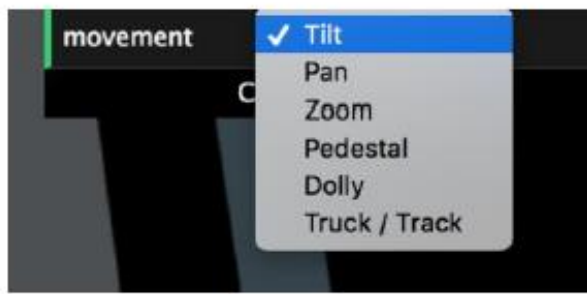 movement ✓ Tilt
Pan
C
Zoom
Pedestal
Dolly
Truck / Track